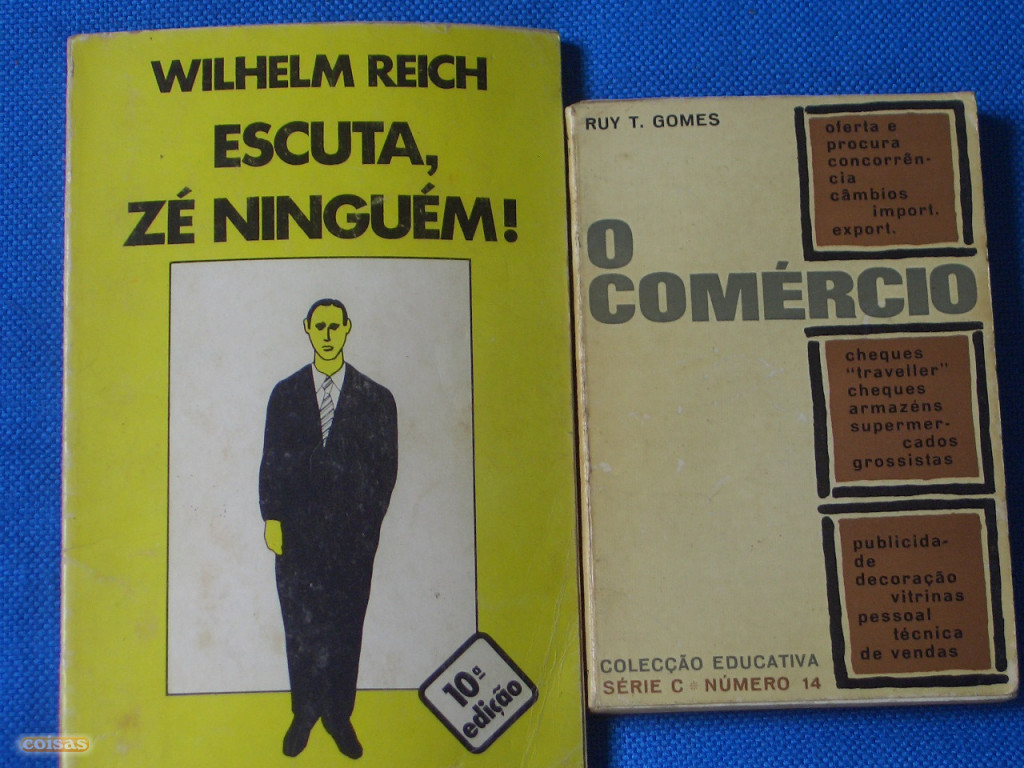 WILHELM REICH
ESCUTA,
ZÉ NINGUÉM!
10ª
edição
RUY T. GOMES
O
COMÉRCIO
oferta e
procura
concorrên-
cia
câmbios
import.
export.
cheques
"traveller"
cheques
armazéns
supermer-
cados
grossistas
publicida-
de
decoração
vitrinas
pessoal
técnica
de vendas
COLECÇÃO EDUCATIVA
SÉRIE C * NÚMERO 14
coisas